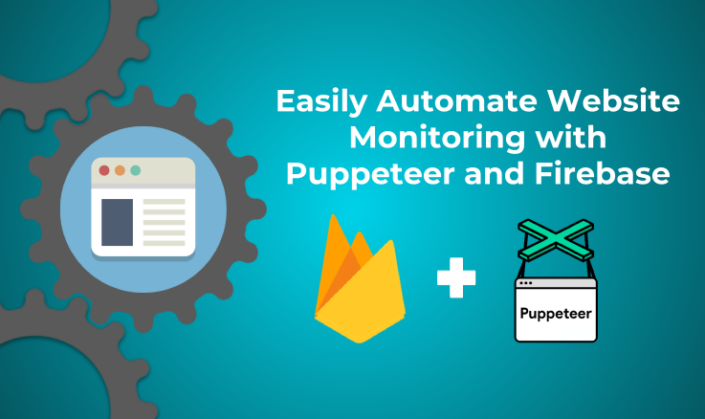 Easily Automate Website
Monitoring with
Puppeteer and Firebase
Puppeteer